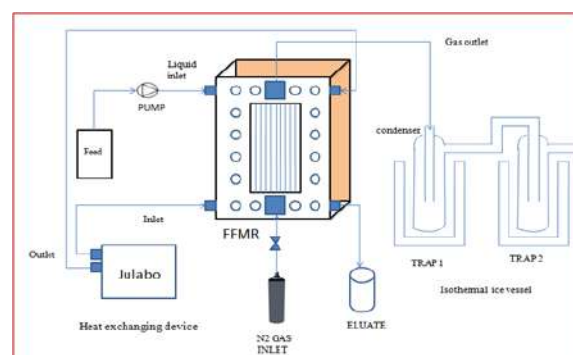 Gas outlet
Liquid
inlet
PUMP
condenser
Feed
Inlet
FFMR
Outlet
Julabo
TRAP 1
TRAP 2
Isothermal ice vessel
Heat exchanging device
N2 GAS
INLET
ELUATE